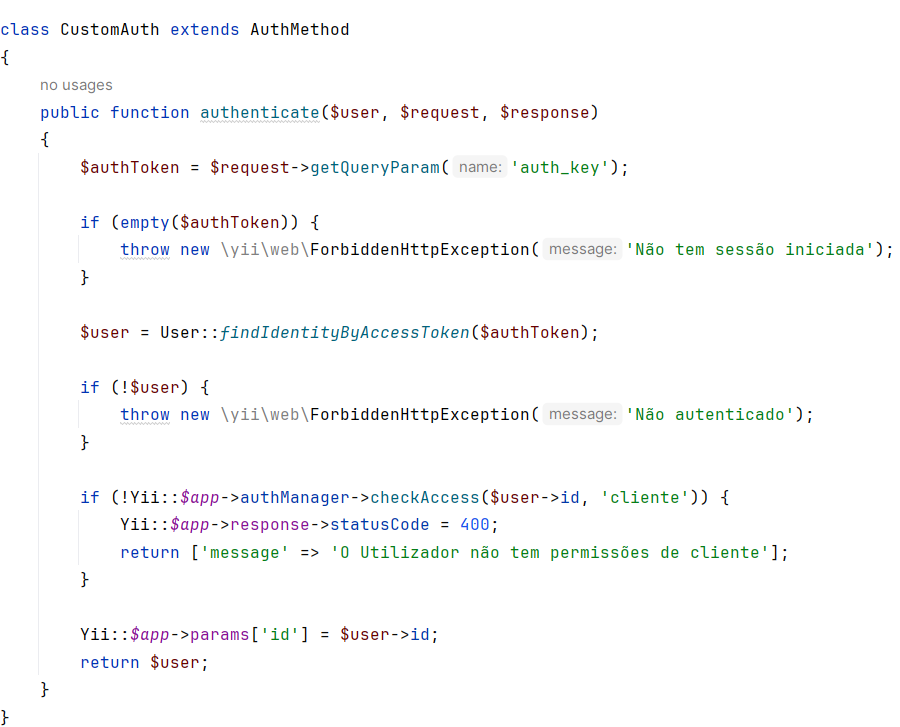 class CustomAuth extends AuthMethod
{
no usages
public function authenticate($user, $request, $response)
{
$authToken = $request->getQueryParam( name: 'auth_key');
if (empty($authToken)) {
throw new \yii\web\ForbiddenHttpException( message: 'Não tem sessão iniciada');
}
$user = User::findIdentityByAccessToken($authToken);
if (!$user) {
throw new \yii\web\ForbiddenHttpException( message: 'Não autenticado');
}
if (!Yii::$app->authManager->checkAccess($user->id, 'cliente')) {
Yii::$app->response->statusCode = 400;
return ['message' => 'O Utilizador não tem permissões de cliente'];
}
Yii::$app->params['id'] = $user->id;
return $user;
}
}